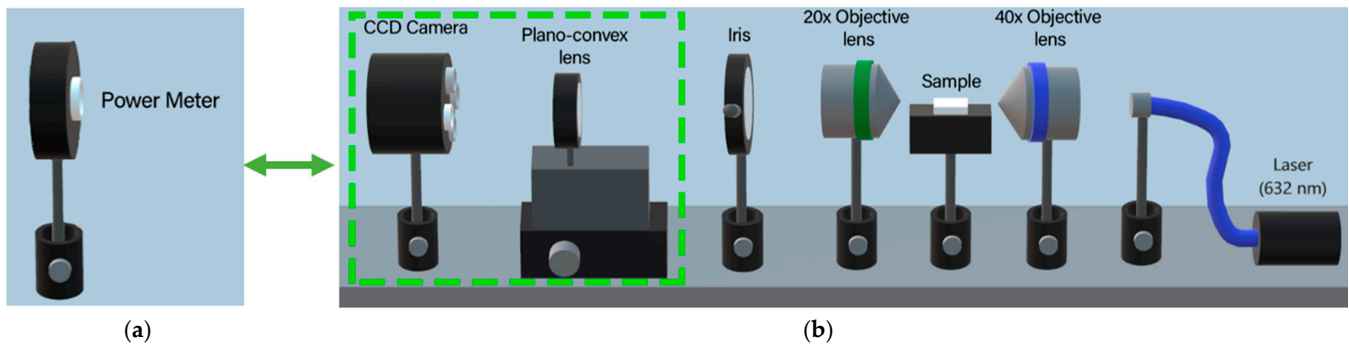 Power Meter
CCD Camera
Plano-convex
lens
Iris
20x Objective
lens
Sample
40x Objective
lens
Laser
(632 nm)
(a)
(b)